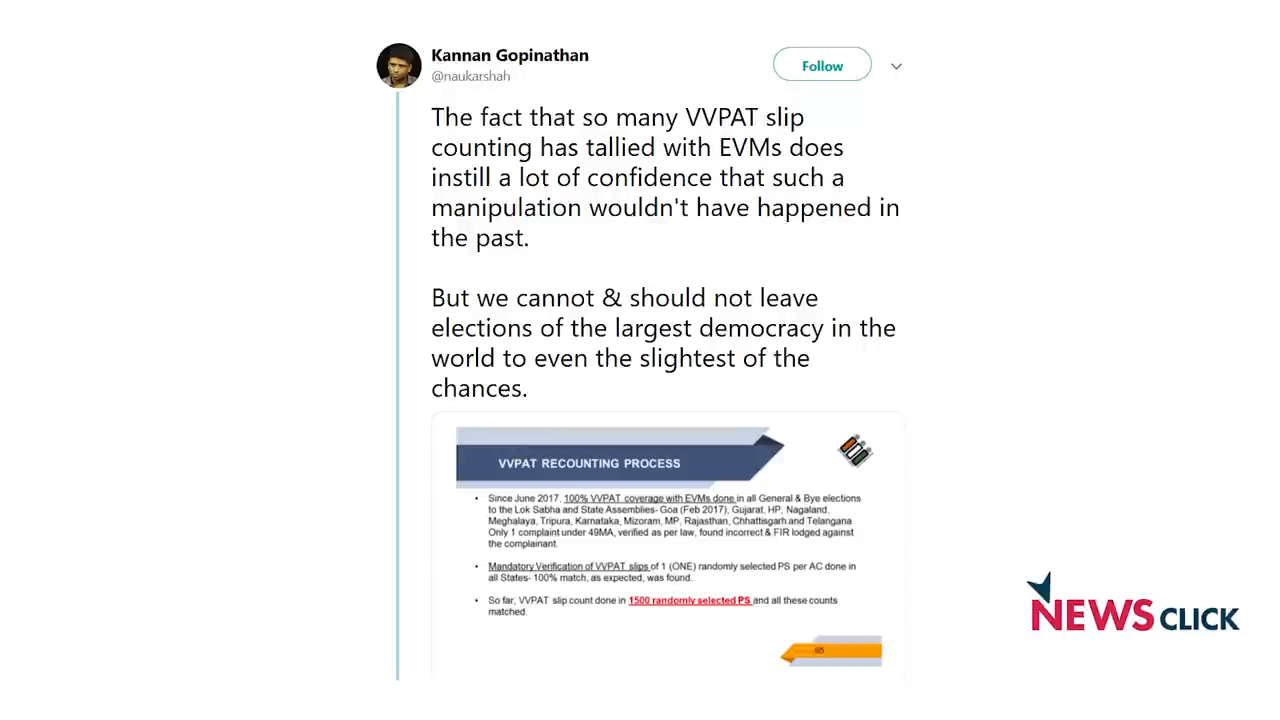 Kannan Gopinathan
@naukarshah
Follow
The fact that so many VVPAT slip
counting has tallied with EVMs does
instill a lot of confidence that such a
manipulation wouldn't have happened in
the past.
But we cannot & should not leave
elections of the largest democracy in the
world to even the slightest of the
chances.
VVPAT RECOUNTING PROCESS
• Since June 2017, 100% VVPAT coverage with EVMs done in all General & Bye elections
to the Lok Sabha and State Assemblies- Goa (Feb 2017), Gujarat, HP, Nagaland,
Meghalaya, Tripura, Karnataka, Mizoram, MP, Rajasthan, Chhattisgarh and Telangana
Only 1 complaint under 49MA, verified as per law, found incorrect & FIR lodged against
the complainant.
• Mandatory Verification of VVPAT slips of 1 (ONE) randomly selected PS per AC done in
all States- 100% match, as expected, was found.
• So far, VVPAT slip count done in 1500 randomly selected PS and all these counts
matched.
NEWS CLICK